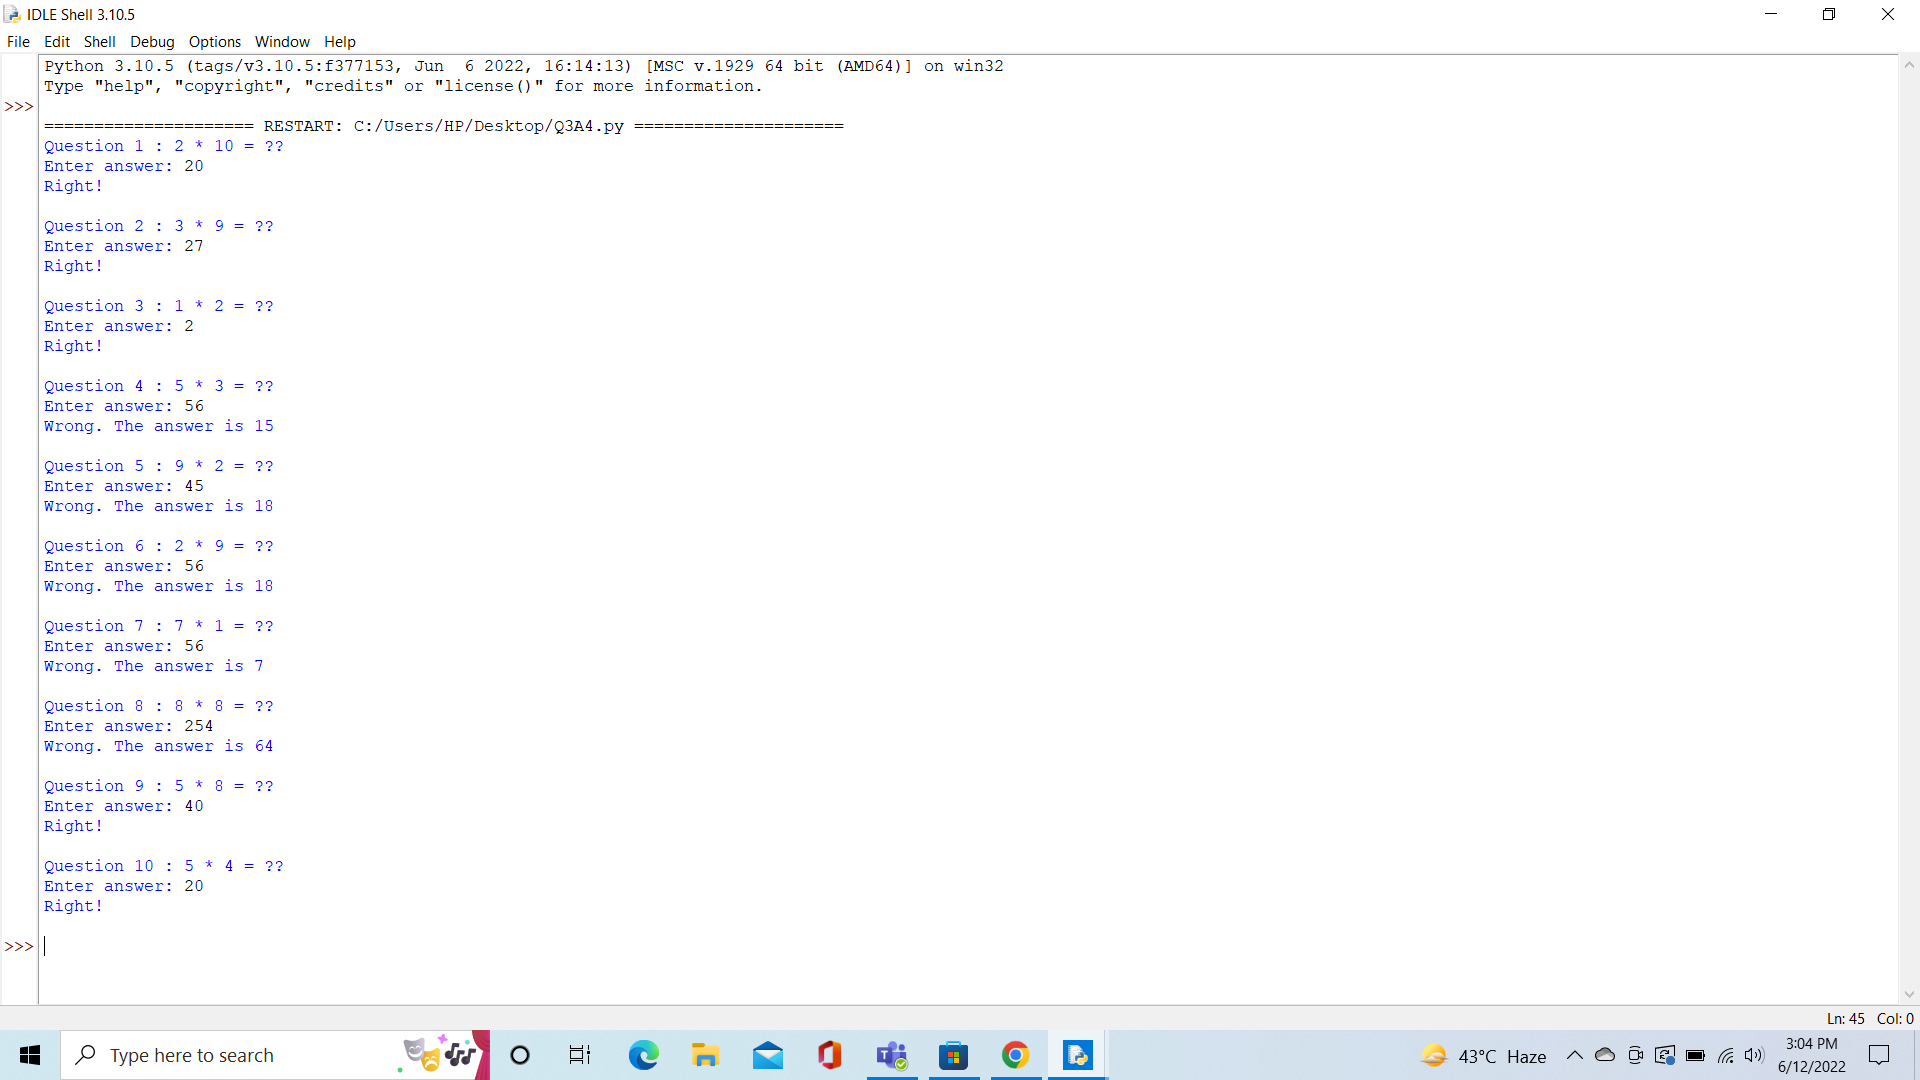 IDLE Shell 3.10.5
File Edit Shell Debug Options Window Help
Python 3.10.5 (tags/v3.10.5:f377153, Jun  6 2022, 16:14:13) [MSC v.1929 64 bit (AMD64)] on win32
Type "help", "copyright", "credits" or "license()" for more information.
>>>
===================== RESTART: C:/Users/HP/Desktop/Q3A4.py =====================
Question 1 : 2 * 10 = ??
Enter answer: 20
Right!
Question 2 : 3 * 9 = ??
Enter answer: 27
Right!
Question 3 : 1 * 2 = ??
Enter answer: 2
Right!
Question 4 : 5 * 3 = ??
Enter answer: 56
Wrong. The answer is 15
Question 5 : 9 * 2 = ??
Enter answer: 45
Wrong. The answer is 18
Question 6 : 2 * 9 = ??
Enter answer: 56
Wrong. The answer is 18
Question 7 : 7 * 1 = ??
Enter answer: 56
Wrong. The answer is 7
Question 8 : 8 * 8 = ??
Enter answer: 254
Wrong. The answer is 64
Question 9 : 5 * 8 = ??
Enter answer: 40
Right!
Question 10 : 5 * 4 = ??
Enter answer: 20
Right!
>>>
Ln: 45 Col: 0
Type here to search
43°C Haze
3:04 PM
6/12/2022